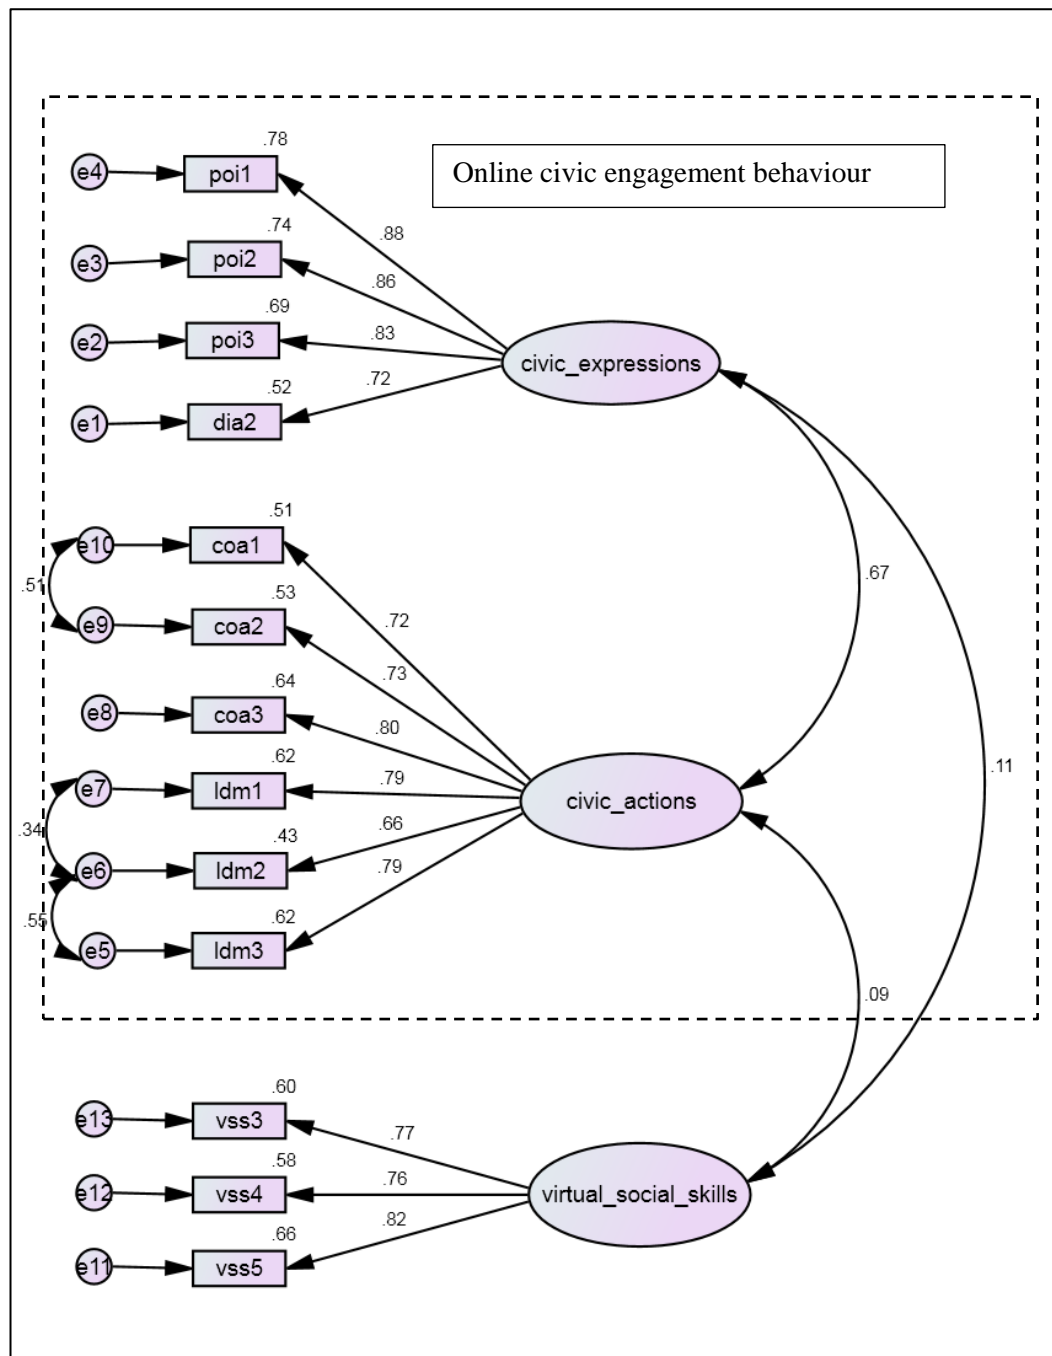 .78
e4
poi1
Online civic engagement behaviour
.88
.74
e3
poi2
.86
.69
e2
poi3
.83
civic_expressions
.72
.52
e1
dia2
.51
e10
coa1
.67
.51
.53
e9
coa2
.72
.73
.64
e8
coa3
.80
.62
e7
ldm1
.79
civic_actions
.11
.34
.43
.66
e6
ldm2
.79
.55
.62
e5
ldm3
.09
.60
e13
vss3
.77
.58
e12
vss4
.76
virtual_social_skills
.82
.66
e11
vss5